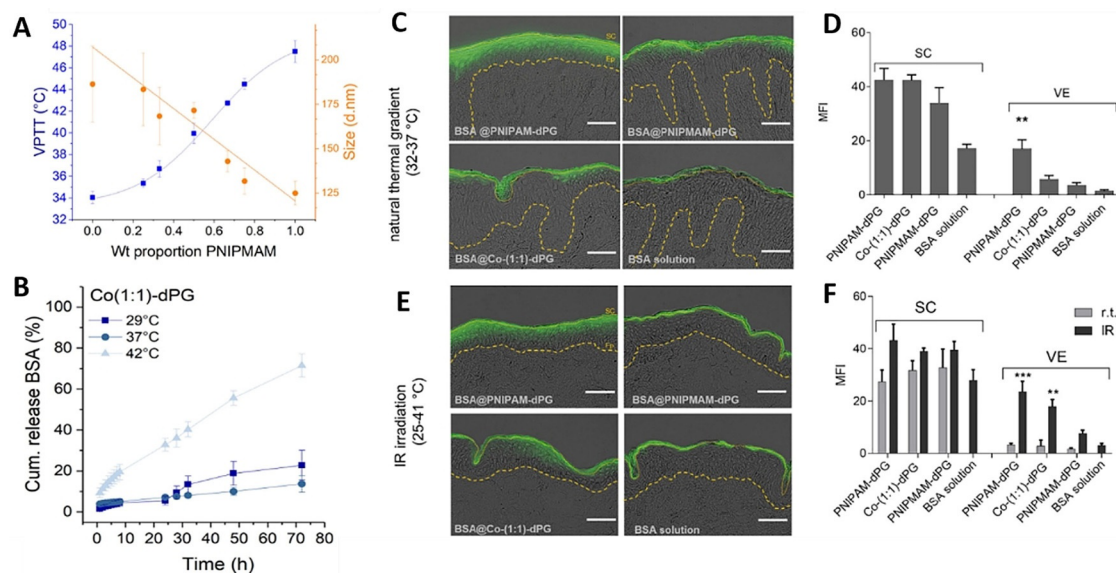 A
VPTT (°C)
50
48
46
44
42
40
38
36
34
32
0.0
0.2
0.4
0.6
0.8
1.0
Wt proportion PNIPMAM
200
175
150
125
Size (d.nm)
B
Co(1:1)-dPG
29°C
37°C
42°C
Cum. release BSA (%)
100
80
60
40
20
0
0
10
20
30
40
50
60
70
80
Time (h)
C
natural thermal gradient
(32-37 °C)
SC
Ep
BSA@PNIPAM-dPG
BSA@PNIPMAM-dPG
BSA@Co-(1:1)-dPG
BSA solution
D
MFI
60
40
20
0
SC
VE
**
PNIPAM-dPG
Co-(1:1)-dPG
PNIPMAM-dPG
BSA solution
PNIPAM-dPG
Co-(1:1)-dPG
PNIPMAM-dPG
BSA solution
E
IR irradiation
(25-41 °C)
SC
Ep
BSA@PNIPAM-dPG
BSA@PNIPMAM-dPG
BSA@Co-(1:1)-dPG
BSA solution
F
MFI
60
40
20
0
SC
VE
r.t.
IR
***
**
PNIPAM-dPG
Co-(1:1)-dPG
PNIPMAM-dPG
BSA solution
PNIPAM-dPG
Co-(1:1)-dPG
PNIPMAM-dPG
BSA solution